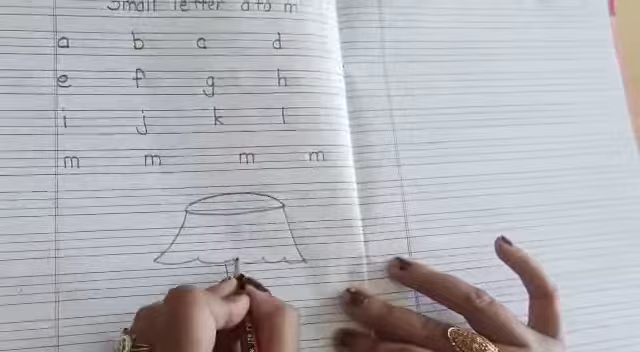 Small letter a to m
a b c d
e f g h
i j k l
m m m m